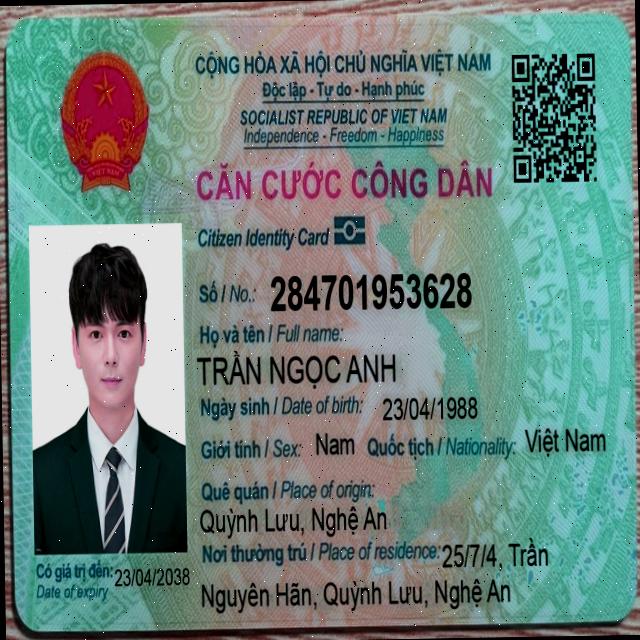 CỘNG HÒA XÃ HỘI CHỦ NGHĨA VIỆT NAM
Độc lập - Tự do - Hạnh phúc
SOCIALIST REPUBLIC OF VIET NAM
Independence - Freedom - Happiness
CĂN CƯỚC CÔNG DÂN
Citizen Identity Card
Số / No.: 284701953628
Họ và tên / Full name:
TRẦN NGỌC ANH
Ngày sinh / Date of birth: 23/04/1988
Giới tính / Sex: Nam Quốc tịch / Nationality: Việt Nam
Quê quán / Place of origin:
Quỳnh Lưu, Nghệ An
Nơi thường trú / Place of residence: 25/7/4, Trần
Nguyên Hãn, Quỳnh Lưu, Nghệ An
Có giá trị đến: 23/04/2038
Date of expiry
VIỆT NAM